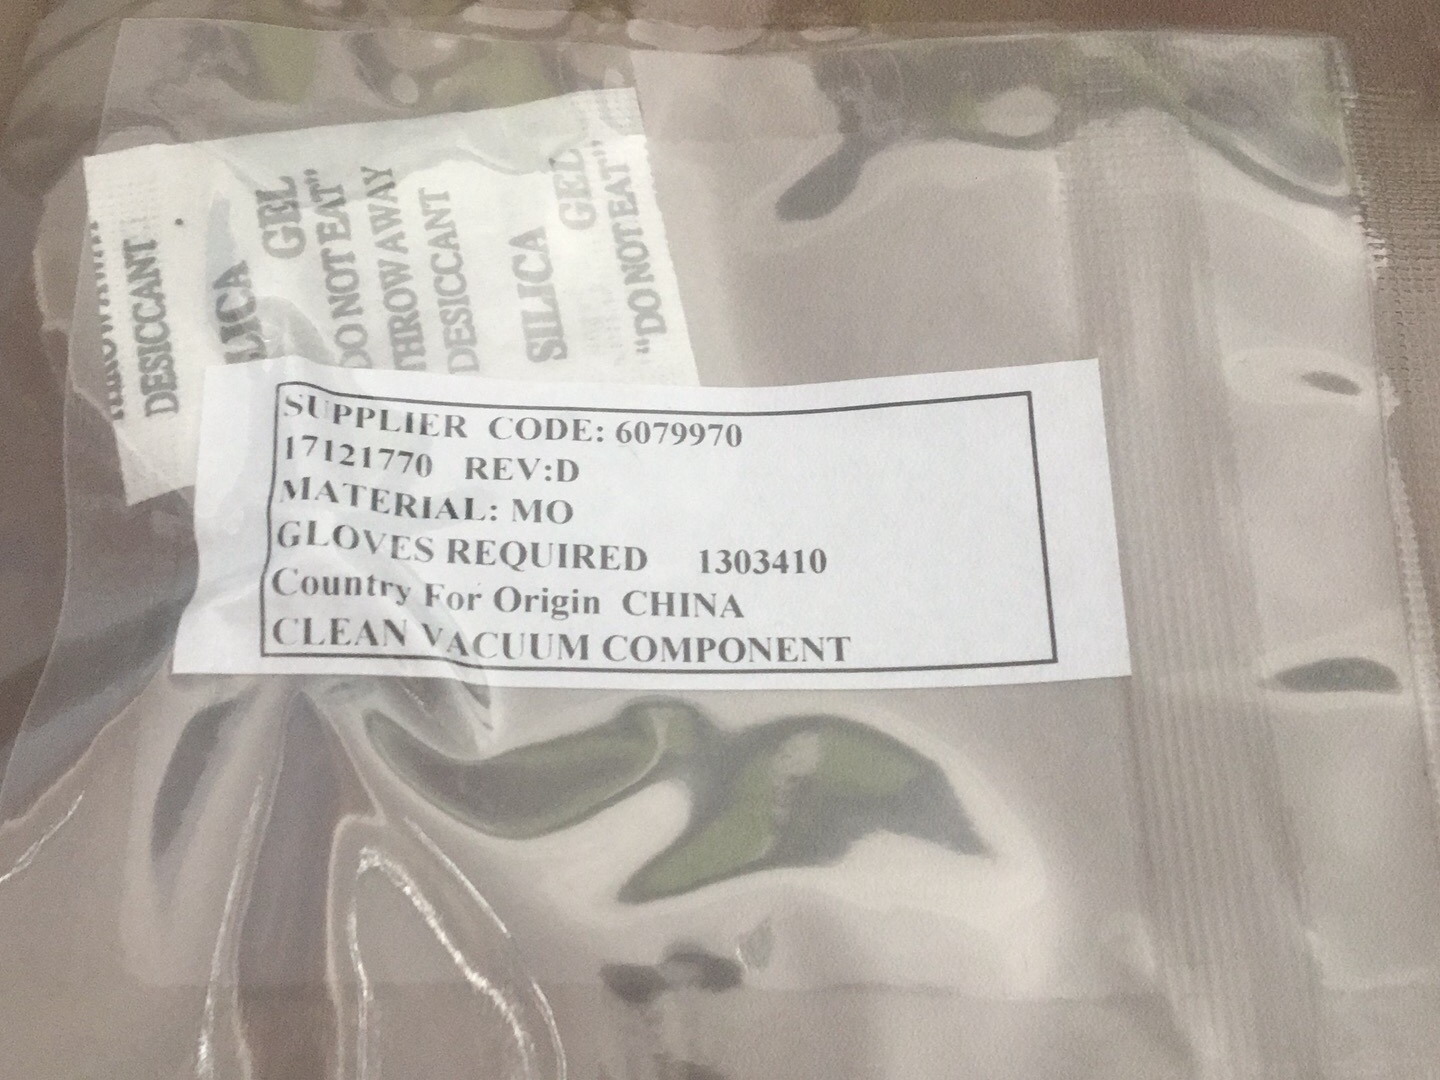 DESICCANT
GEL
"DO NOT EAT"
THROW AWAY
DESICCANT
SILICA GEL
"DO NOT EAT"
SUPPLIER CODE: 6079970
17121770 REV:D
MATERIAL: MO
GLOVES REQUIRED 1303410
Country For Origin CHINA
CLEAN VACUUM COMPONENT